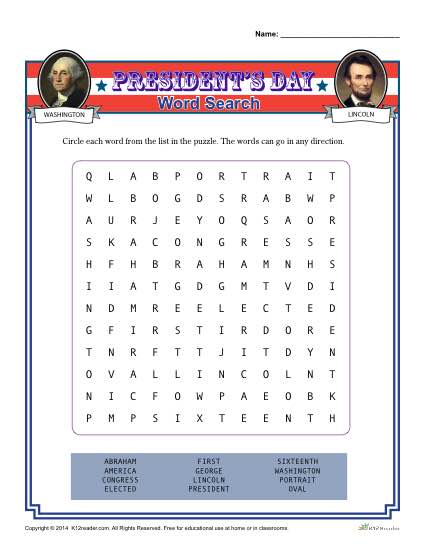 Name:
PRESIDENT'S DAY
Word Search
WASHINGTON
LINCOLN
Circle each word from the list in the puzzle. The words can go in any direction.
Q L A B P O R T R A I T
W L B O G D S R A B W P
A U R J E Y O Q S A O R
S K A C O N G R E S S E
H F H B R A H A M N H S
I I A T G D G M T V D I
N D M R E E L E C T E D
G F I R S T I R D O R E
T N R F T T J I T D Y N
O V A L L I N C O L N T
N I C F O W P A E O B K
P M P S I X T E E N T H
ABRAHAM FIRST SIXTEENTH
AMERICA GEORGE WASHINGTON
CONGRESS LINCOLN PORTRAIT
ELECTED PRESIDENT OVAL
Copyright © 2014 K12reader.com. All Rights Reserved. Free for educational use at home or in classrooms.
K12Reader